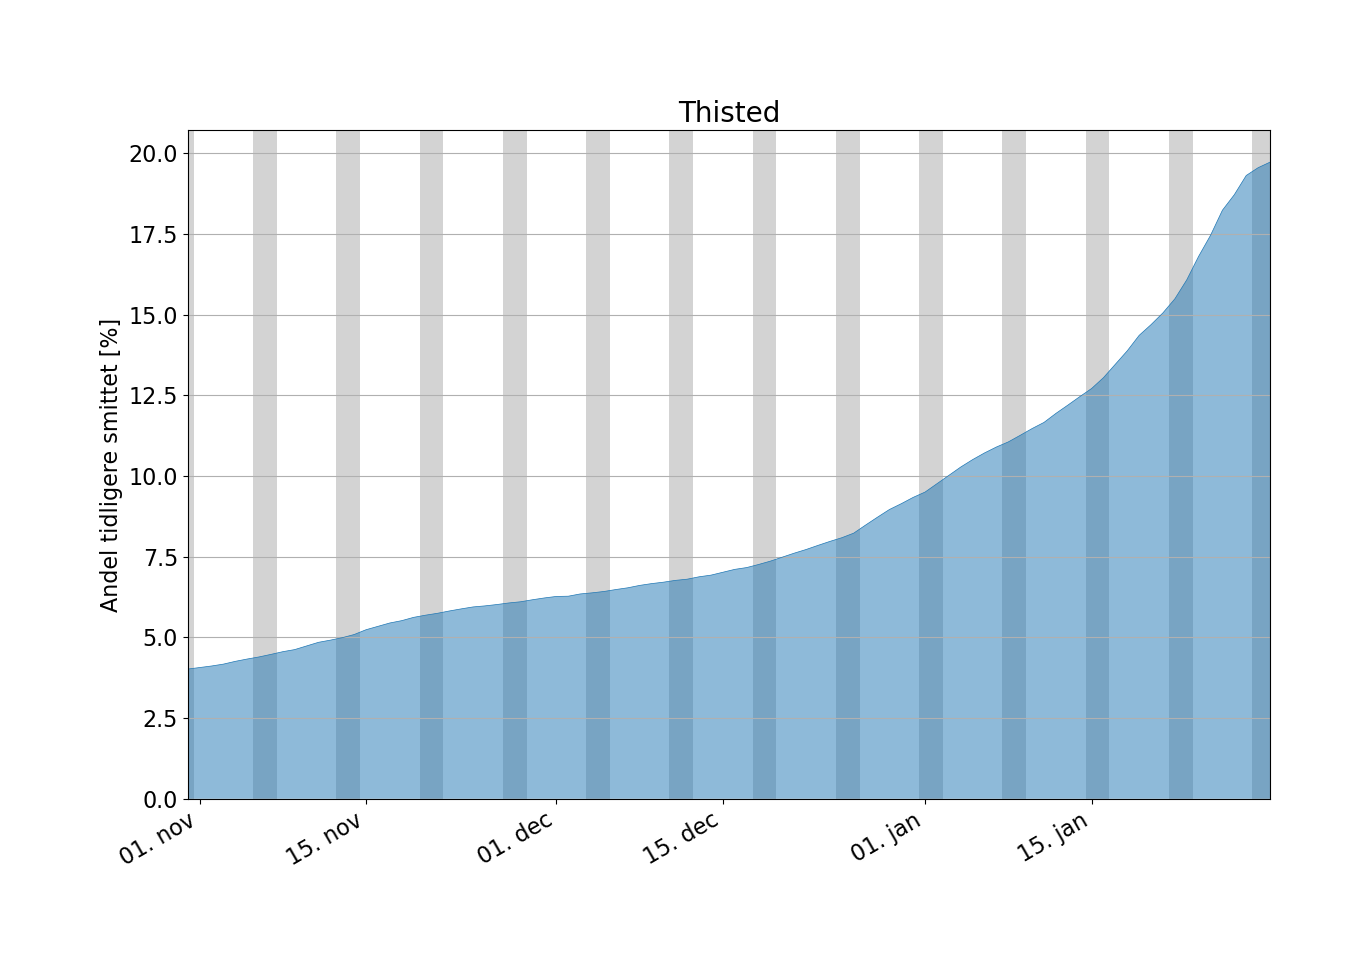 Thisted
Andel tidligere smittet [%]
20.0
17.5
15.0
12.5
10.0
7.5
5.0
2.5
0.0
01. nov
15. nov
01. dec
15. dec
01. jan
15. jan